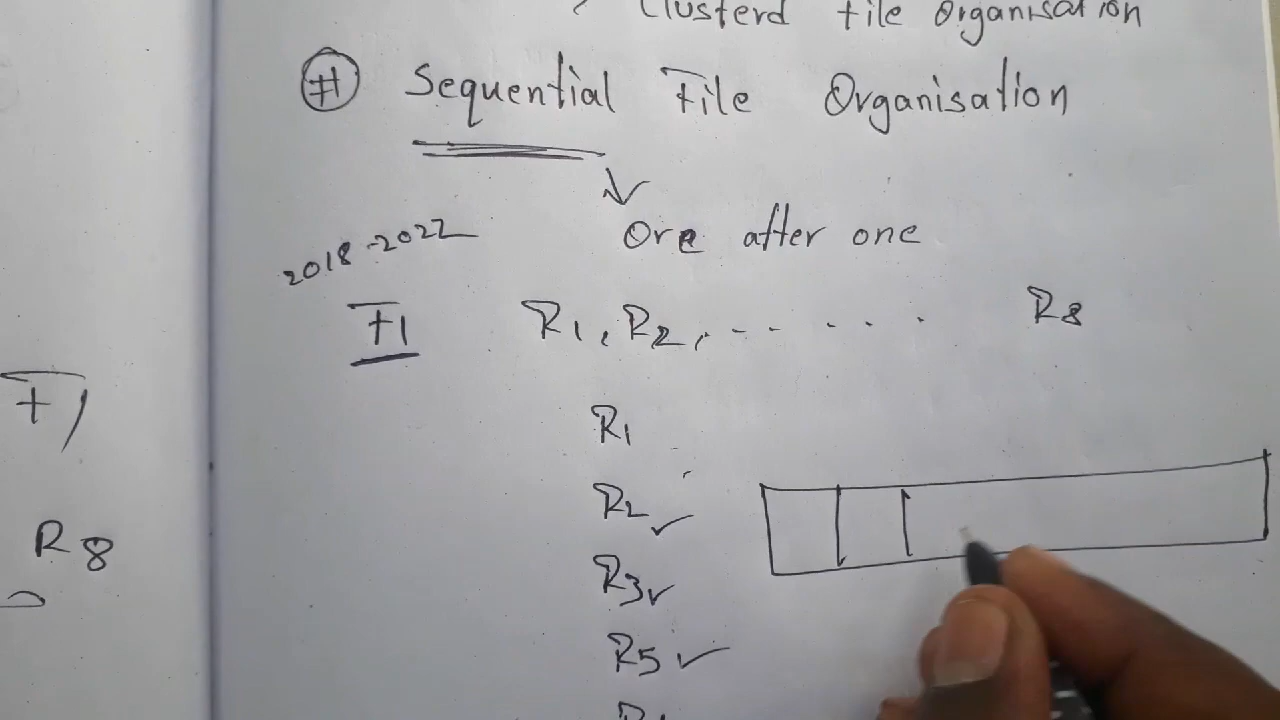 Clusterd File Organisation
# Sequential File Organisation
One after one
2018-2022
F1 R1, R2, - - - - - - R8
R1
R2 ✓
R3 ✓
R5 ✓
F1
R8